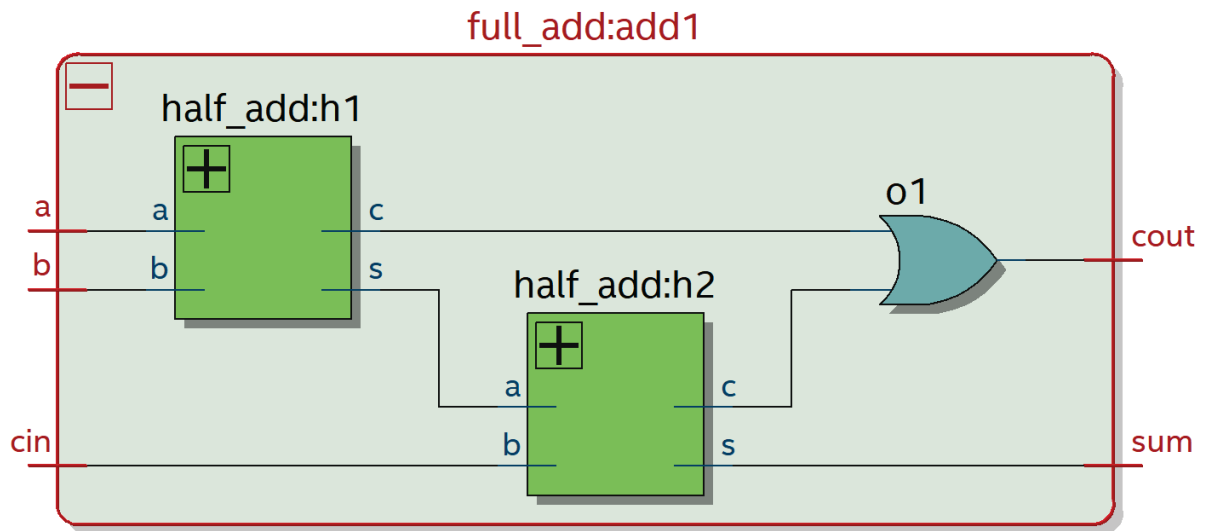 full_add:add1
half_add:h1
a
a
c
b
b
s
o1
cout
half_add:h2
a
c
cin
b
s
sum